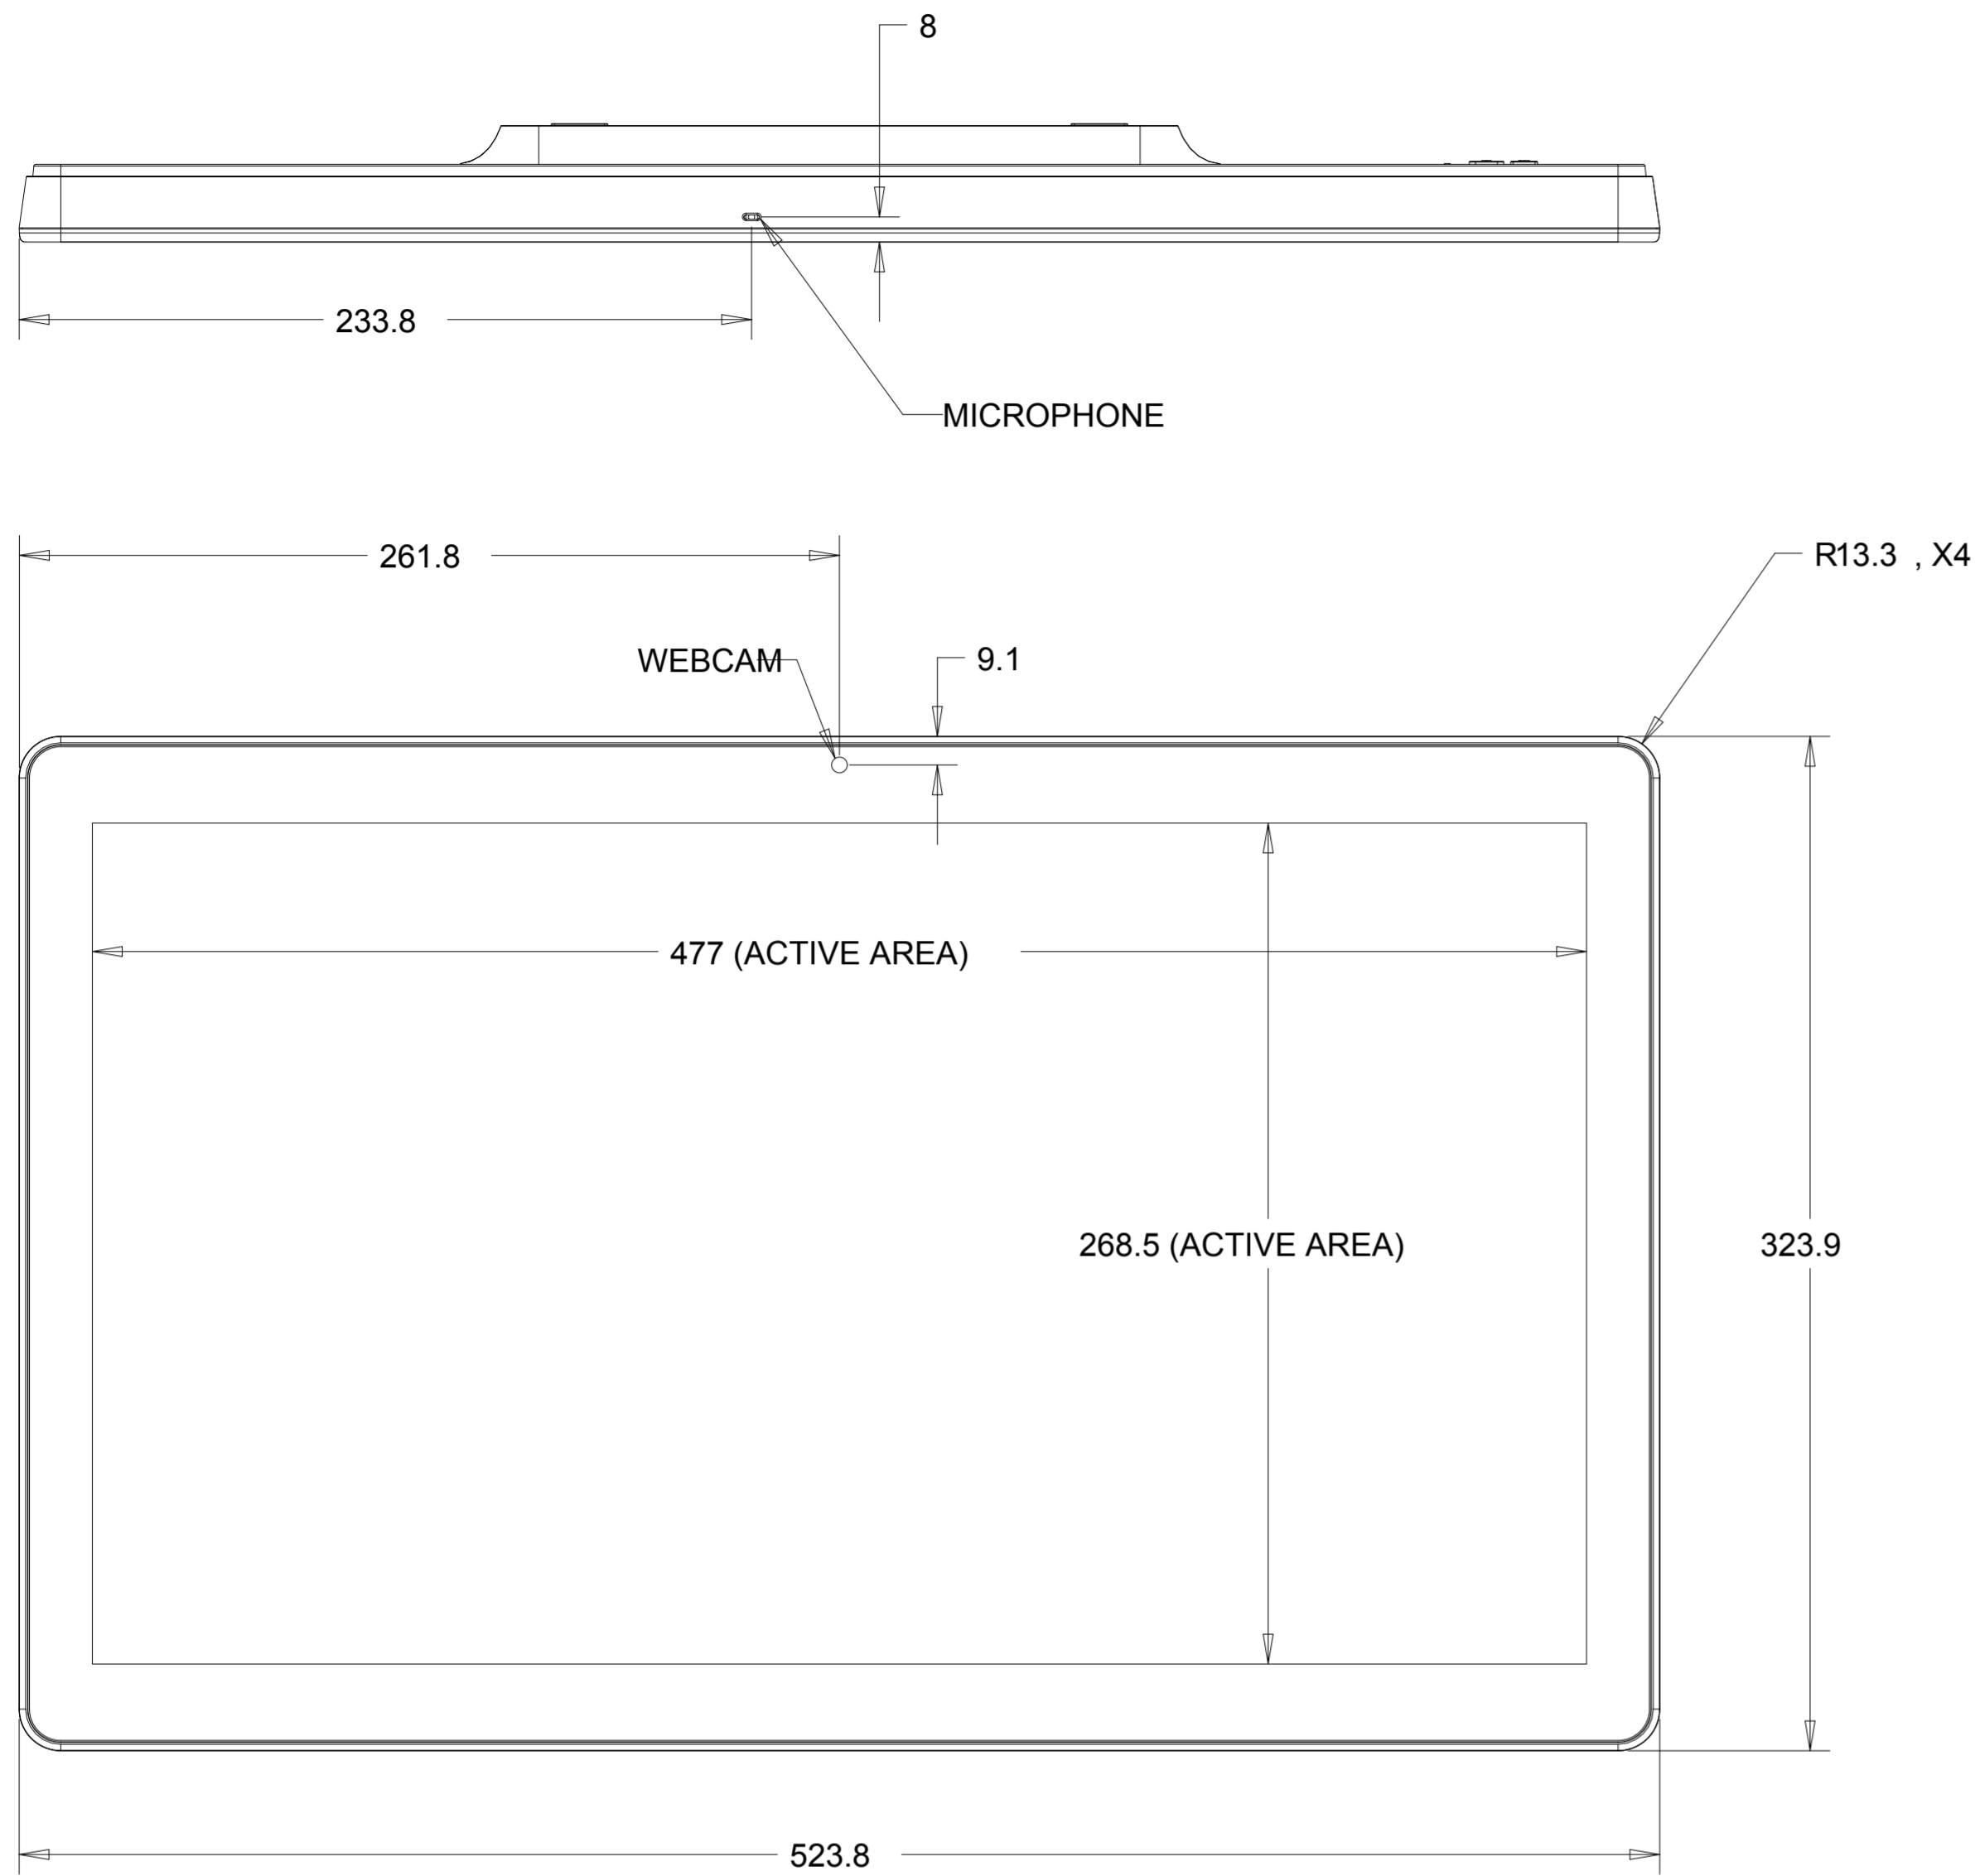 8
233.8
MICROPHONE
261.8
R13.3 , X4
WEBCAM
9.1
477 (ACTIVE AREA)
268.5 (ACTIVE AREA)
323.9
523.8